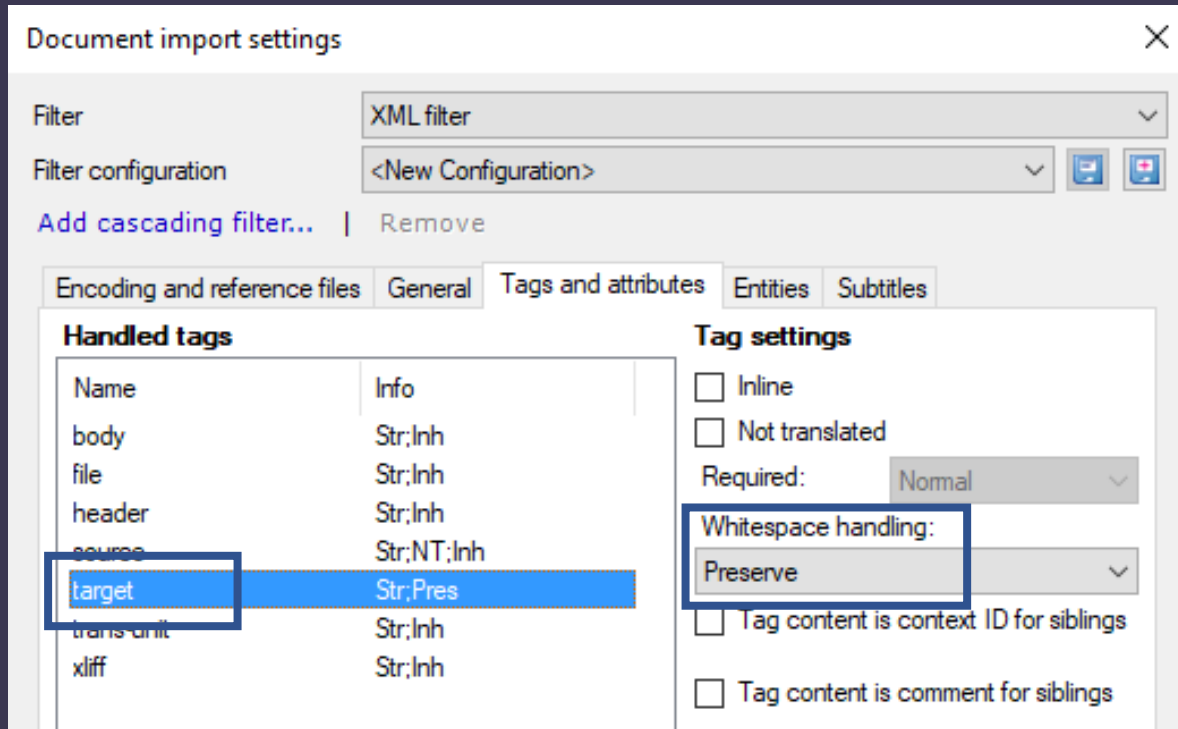 Document import settings
Filter XML filter
Filter configuration <New Configuration>
Add cascading filter... | Remove
Encoding and reference files General Tags and attributes Entities Subtitles
Handled tags Tag settings
Name Info
Inline
body Str;Inh
Not translated
file Str;Inh
Required: Normal
header Str;Inh
Whitespace handling:
source Str;NT;Inh
Preserve
target Str;Pres
Tag content is context ID for siblings
trans-unit Str;Inh
xliff Str;Inh
Tag content is comment for siblings